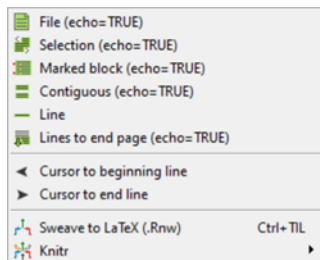 File (echo=TRUE)
Selection (echo=TRUE)
Marked block (echo=TRUE)
Contiguous (echo=TRUE)
Line
Lines to end page (echo=TRUE)
Cursor to beginning line
Cursor to end line
Sweave to LaTeX (.Rnw) Ctrl+TIL
Knitr